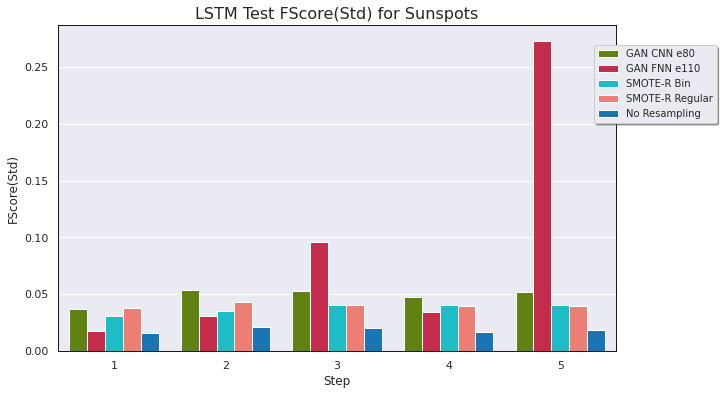 LSTM Test FScore(Std) for Sunspots
GAN CNN e80
GAN FNN e110
SMOTE-R Bin
SMOTE-R Regular
No Resampling
FScore(Std)
0.25
0.20
0.15
0.10
0.05
0.00
1 2 3 4 5
Step